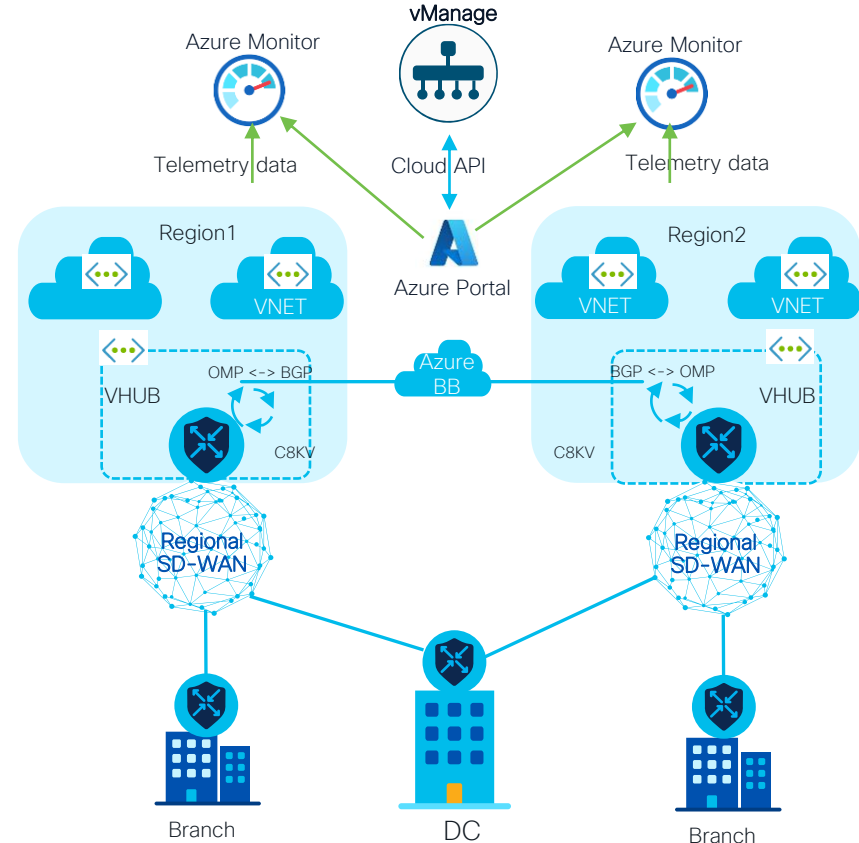 vManage
Azure Monitor
Azure Monitor
Telemetry data
Cloud API
Telemetry data
Region1
Region2
Azure Portal
VNET
VNET
VNET
Azure
BB
OMP <-> BGP
BGP <-> OMP
VHUB
VHUB
C8KV
C8KV
Regional
SD-WAN
Regional
SD-WAN
Branch
DC
Branch